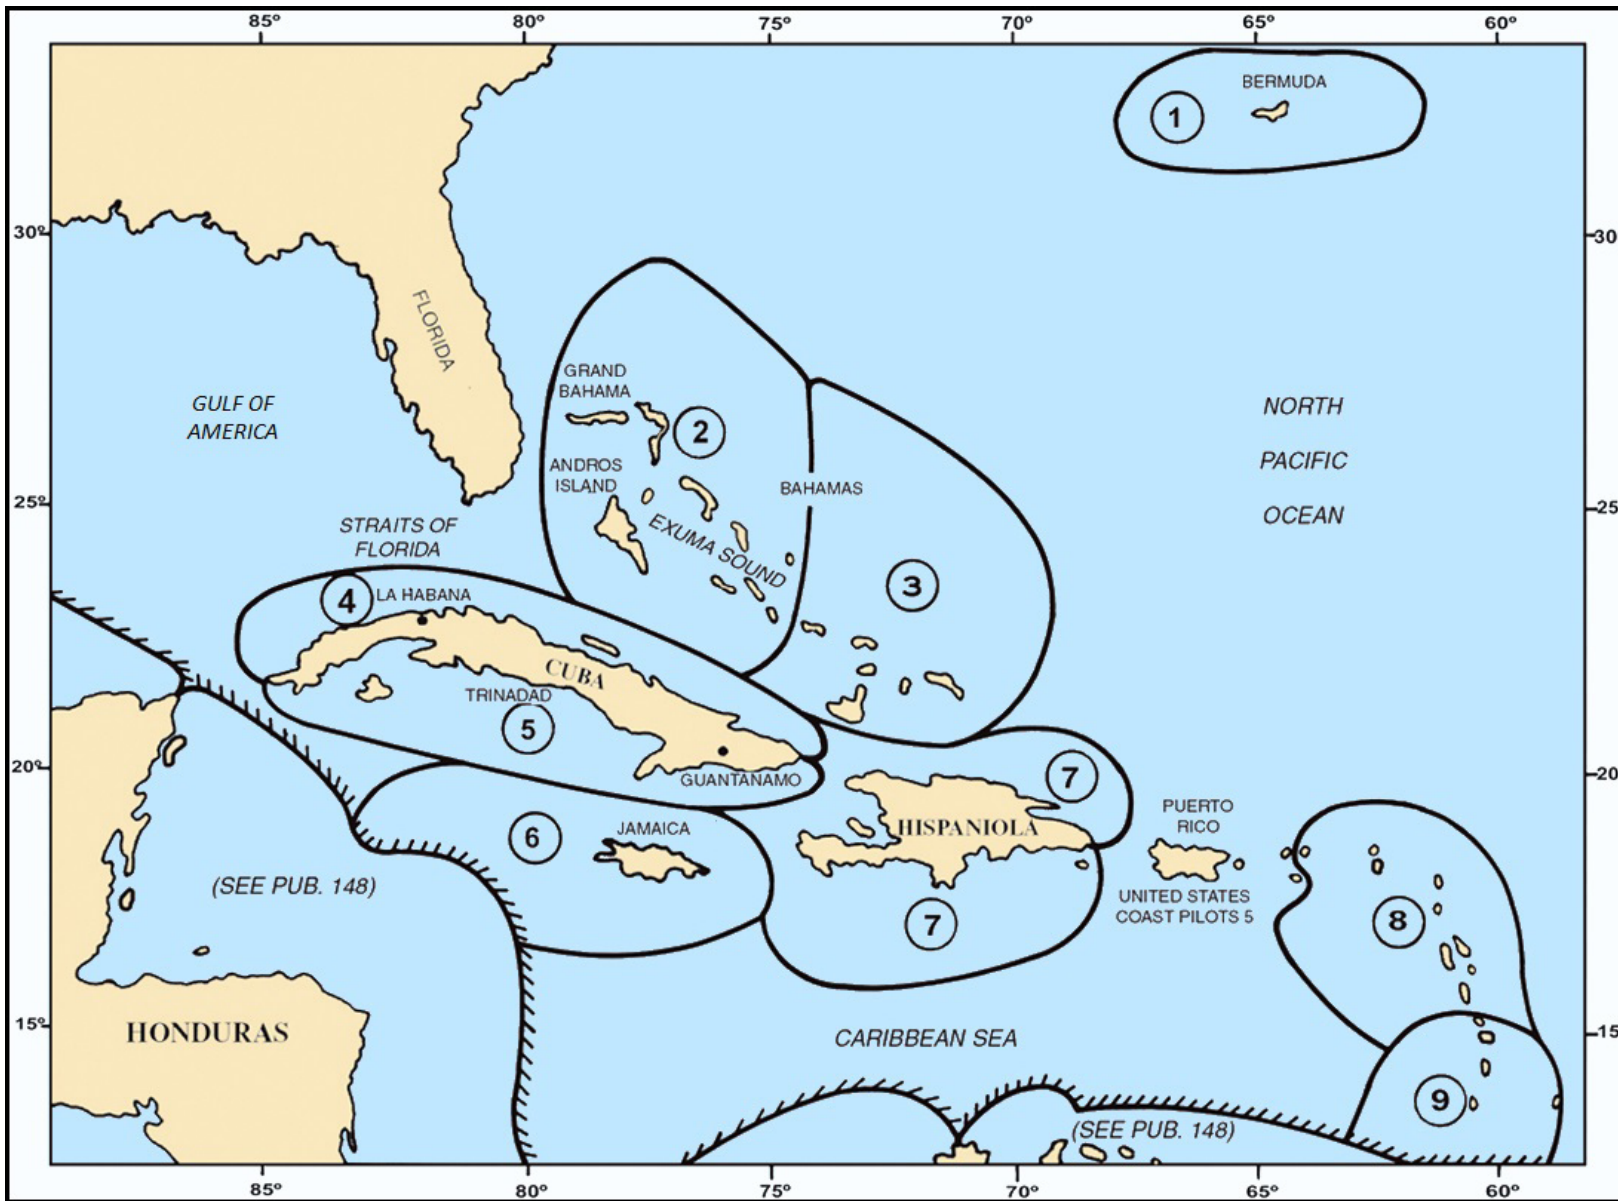 85° 80° 75° 70° 65° 60°
BERMUDA
1
30° 30
FLORIDA
GRAND
BAHAMA
GULF OF
AMERICA
2
NORTH
PACIFIC
OCEAN
ANDROS
ISLAND
BAHAMAS
25° 25
EXUMA SOUND
STRAITS OF
FLORIDA
3
4
LA HABANA
CUBA
TRINADAD
5
20° 20
GUANTANAMO
7
PUERTO
RICO
6
JAMAICA
HISPANIOLA
(SEE PUB. 148)
UNITED STATES
COAST PILOTS 5
7
8
15° 15
HONDURAS
CARIBBEAN SEA
9
(SEE PUB. 148)
85° 80° 75° 70° 65° 60°